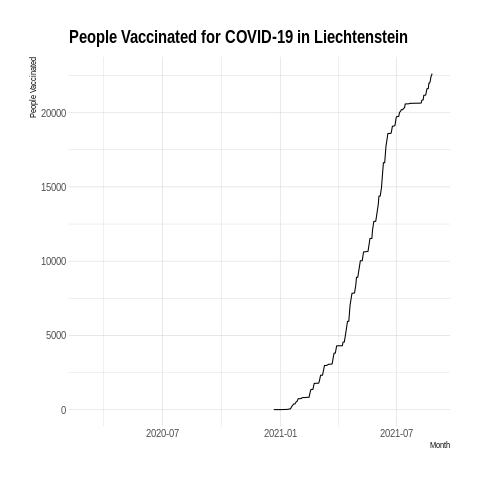 People Vaccinated for COVID-19 in Liechtenstein
People Vaccinated
20000
15000
10000
5000
0
2020-07 2021-01 2021-07
Month